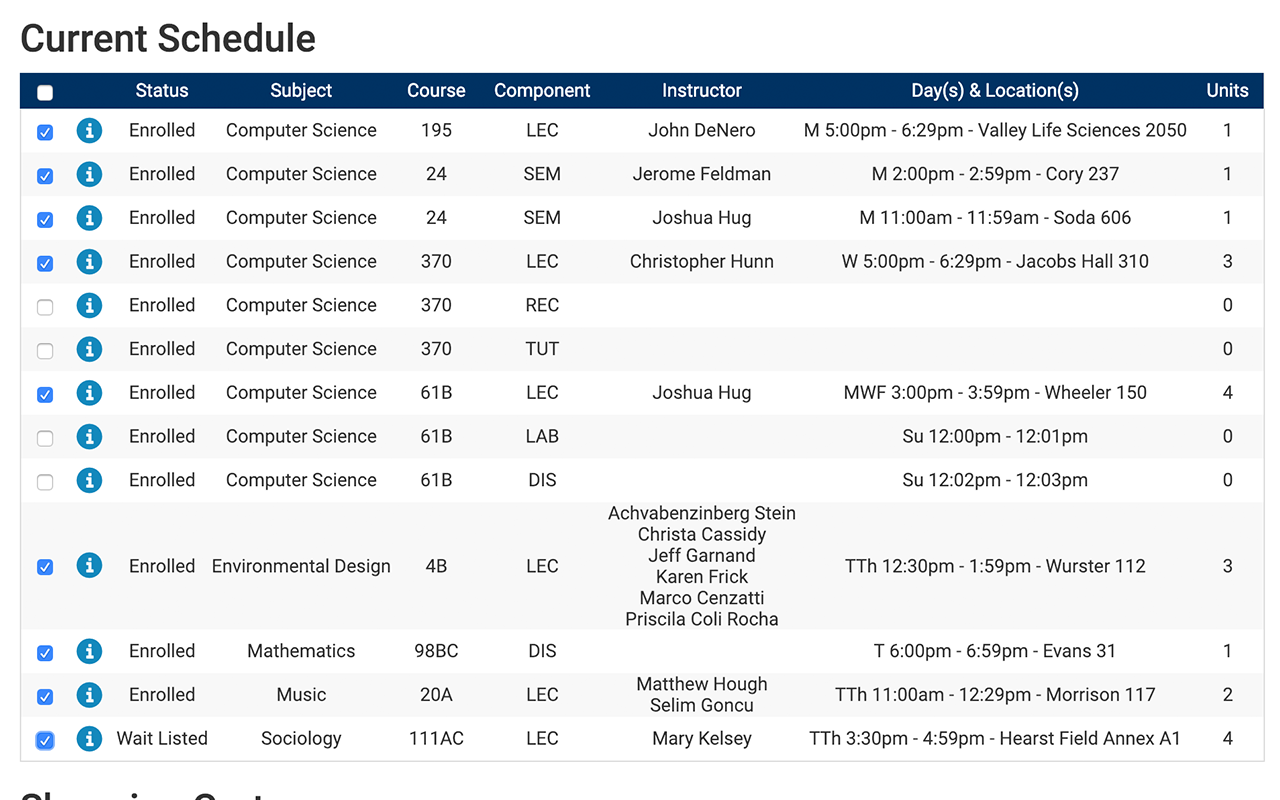 Current Schedule
Status Subject Course Component Instructor Day(s) & Location(s) Units
Enrolled Computer Science 195 LEC John DeNero M 5:00pm - 6:29pm - Valley Life Sciences 2050 1
Enrolled Computer Science 24 SEM Jerome Feldman M 2:00pm - 2:59pm - Cory 237 1
Enrolled Computer Science 24 SEM Joshua Hug M 11:00am - 11:59am - Soda 606 1
Enrolled Computer Science 370 LEC Christopher Hunn W 5:00pm - 6:29pm - Jacobs Hall 310 3
Enrolled Computer Science 370 REC 0
Enrolled Computer Science 370 TUT 0
Enrolled Computer Science 61B LEC Joshua Hug MWF 3:00pm - 3:59pm - Wheeler 150 4
Enrolled Computer Science 61B LAB Su 12:00pm - 12:01pm 0
Enrolled Computer Science 61B DIS Su 12:02pm - 12:03pm 0
Achvabenzinberg Stein
Christa Cassidy
Jeff Garnand
Enrolled Environmental Design 4B LEC TTh 12:30pm - 1:59pm - Wurster 112 3
Karen Frick
Marco Cenzatti
Priscila Coli Rocha
Enrolled Mathematics 98BC DIS T 6:00pm - 6:59pm - Evans 31 1
Matthew Hough
Enrolled Music 20A LEC TTh 11:00am - 12:29pm - Morrison 117 2
Selim Goncu
Wait Listed Sociology 111AC LEC Mary Kelsey TTh 3:30pm - 4:59pm - Hearst Field Annex A1 4